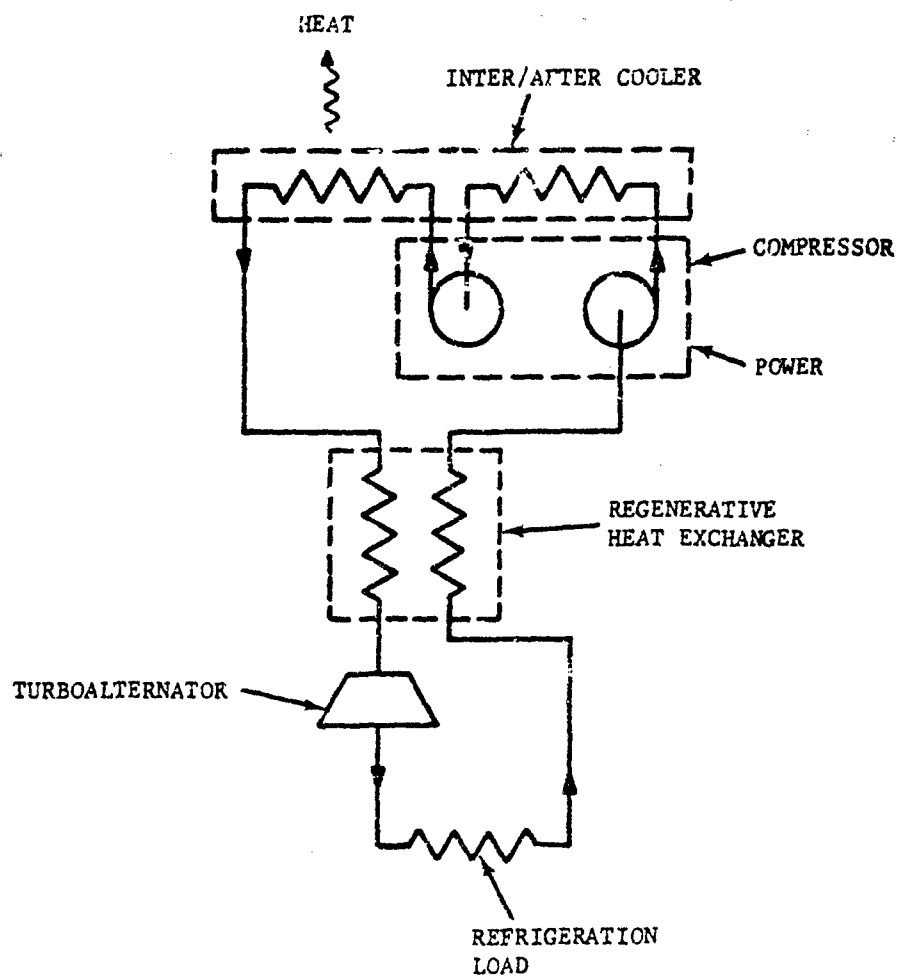 HEAT
INTER/AFTER COOLER
COMPRESSOR
POWER
REGENERATIVE
HEAT EXCHANGER
TURBOALTERNATOR
REFRIGERATION
LOAD